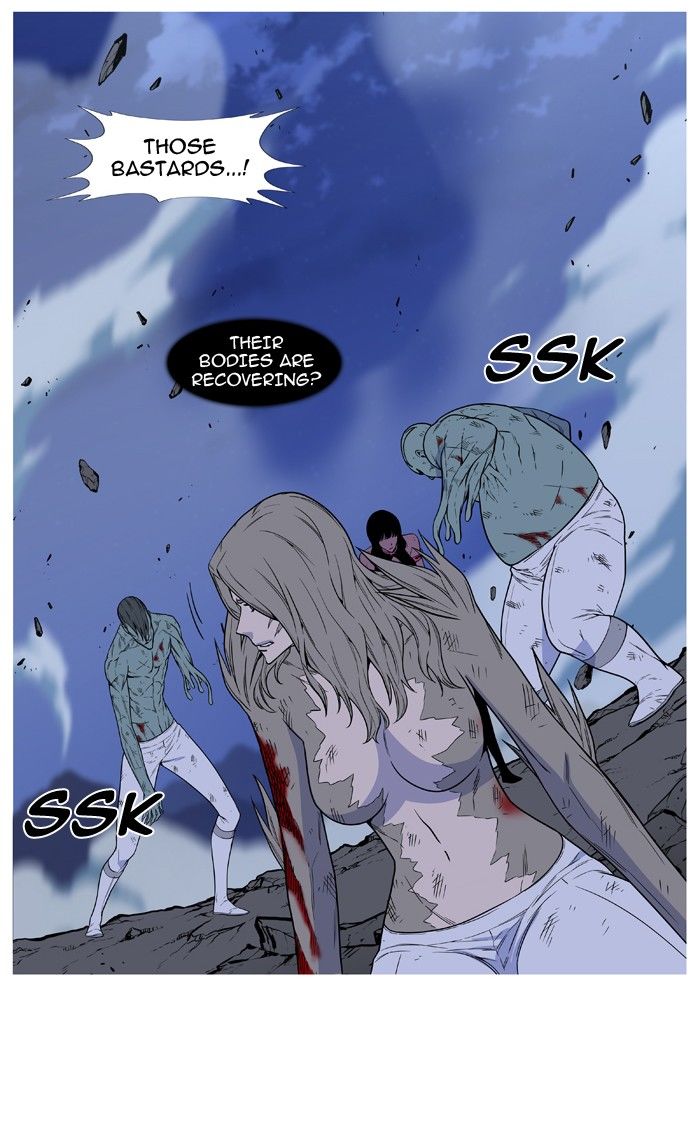 THOSE
BASTARDS...!
THEIR
BODIES ARE
RECOVERING?
SSK
SSK